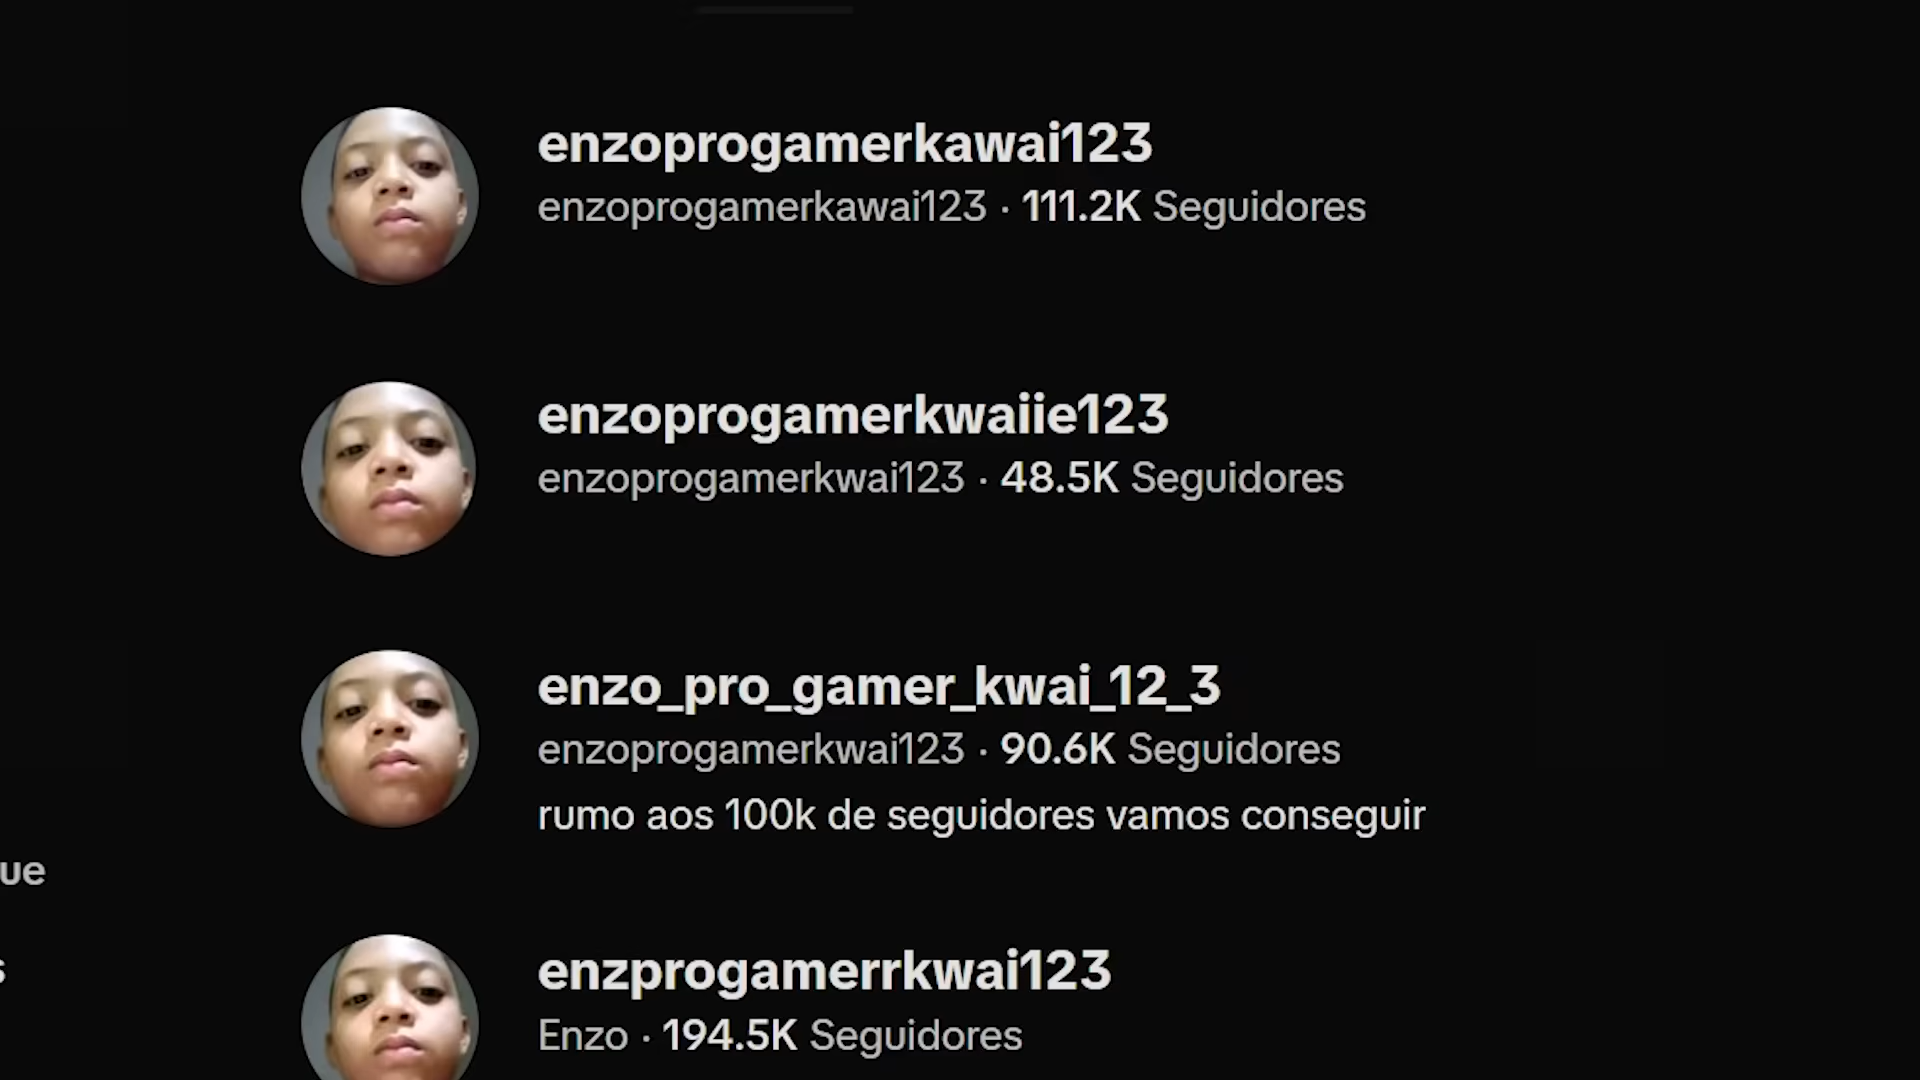 enzoprogamerkawai123
enzoprogamerkawai123 · 111.2K Seguidores
enzoprogamerkwaiie123
enzoprogamerkwai123 · 48.5K Seguidores
enzo_pro_gamer_kwai_12_3
enzoprogamerkwai123 · 90.6K Seguidores
rumo aos 100k de seguidores vamos conseguir
ue
s
enzprogamerrkwai123
Enzo · 194.5K Seguidores